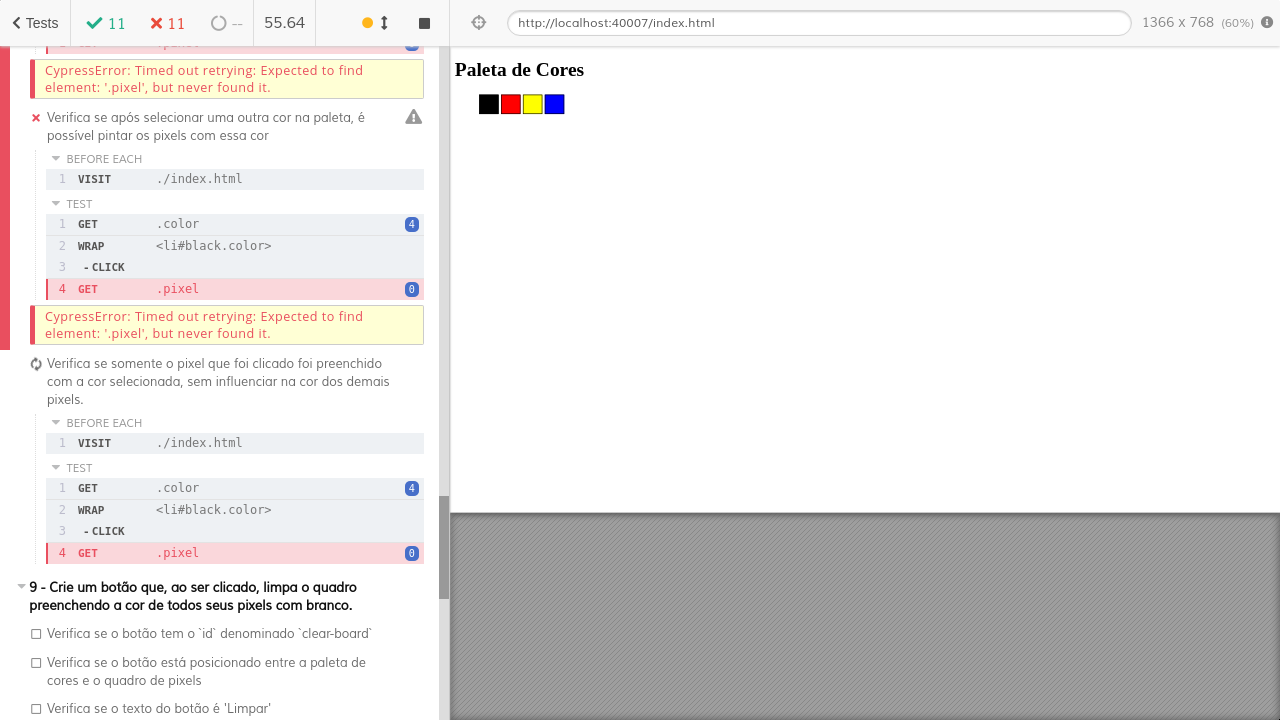 Tests 11 11 -- 55.64 http://localhost:40007/index.html 1366 x 768 (60%)
CypressError: Timed out retrying: Expected to find
element: '.pixel', but never found it.
Verifica se após selecionar uma outra cor na paleta, é
possível pintar os pixels com essa cor
BEFORE EACH
1 VISIT ./index.html
TEST
1 GET .color 4
2 WRAP <li#black.color>
3 -CLICK
4 GET .pixel 0
CypressError: Timed out retrying: Expected to find
element: '.pixel', but never found it.
Verifica se somente o pixel que foi clicado foi preenchido
com a cor selecionada, sem influenciar na cor dos demais
pixels.
BEFORE EACH
1 VISIT ./index.html
TEST
1 GET .color 4
2 WRAP <li#black.color>
3 -CLICK
4 GET .pixel 0
9 - Crie um botão que, ao ser clicado, limpa o quadro
preenchendo a cor de todos seus pixels com branco.
Verifica se o botão tem o `id` denominado `clear-board`
Verifica se o botão está posicionado entre a paleta de
cores e o quadro de pixels
Verifica se o texto do botão é 'Limpar'
Paleta de Cores